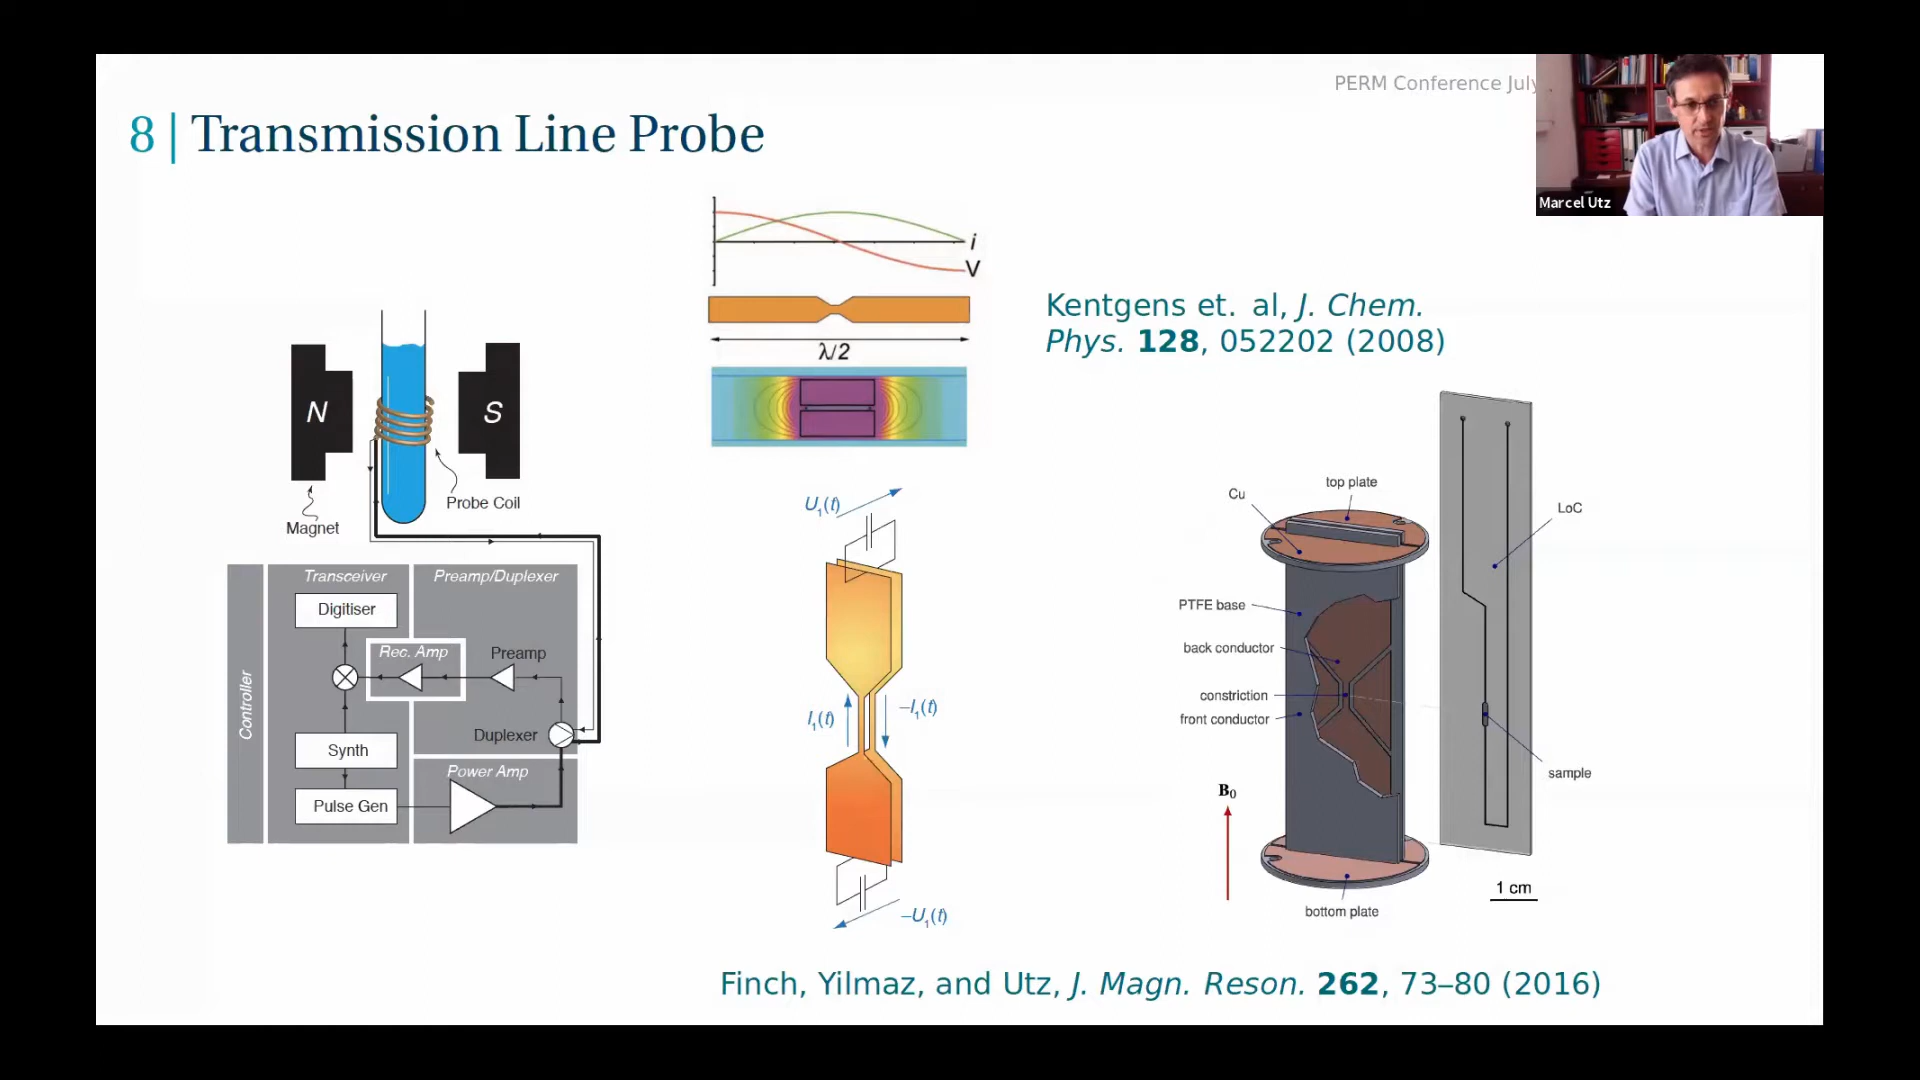 PERM Conference July
8 | Transmission Line Probe
Marcel Utz
i
V
λ/2
Kentgens et. al, J. Chem.
Phys. 128, 052202 (2008)
N
S
Probe Coil
Magnet
Transceiver
Preamp/Duplexer
Digitiser
Rec. Amp
Preamp
Controller
Duplexer
Synth
Power Amp
Pulse Gen
U₁(t)
I₁(t)
–I₁(t)
–U₁(t)
top plate
Cu
LoC
PTFE base
back conductor
constriction
front conductor
sample
B₀
1 cm
bottom plate
Finch, Yilmaz, and Utz, J. Magn. Reson. 262, 73–80 (2016)